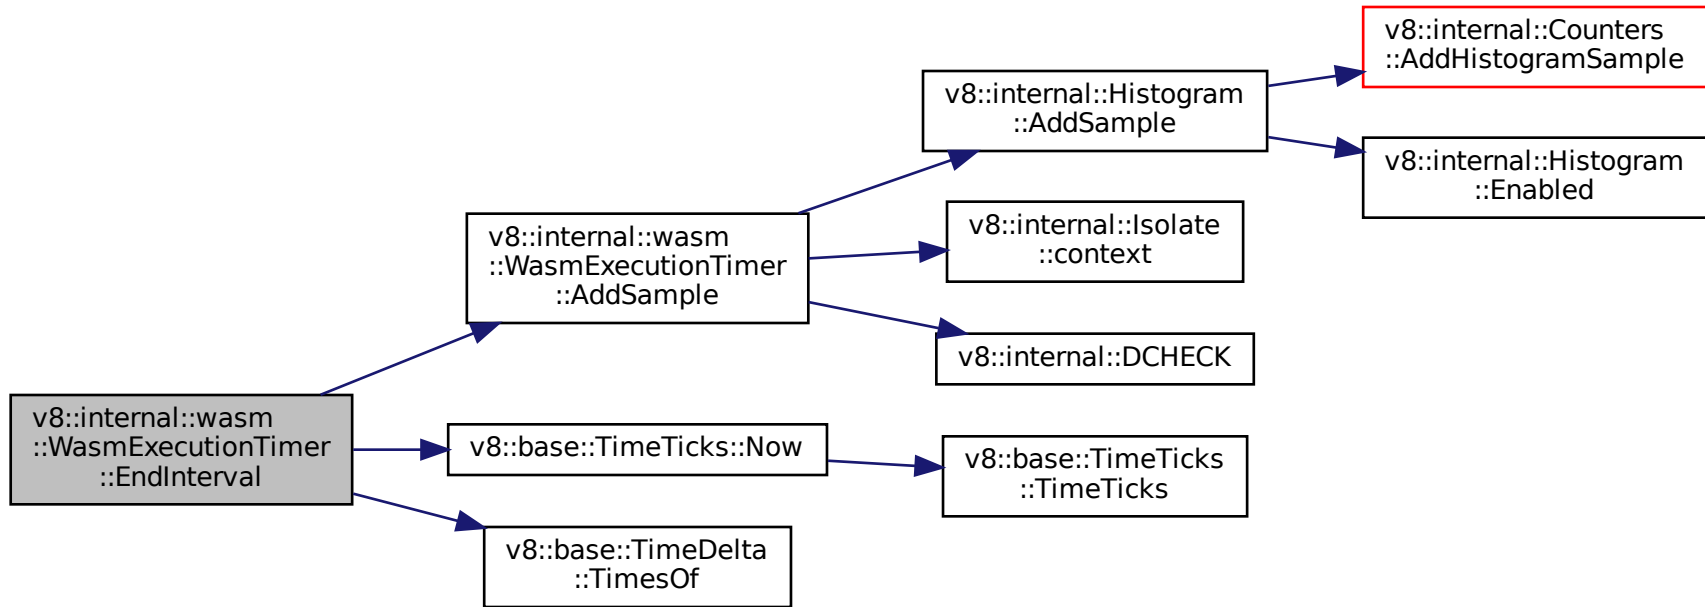 v8::internal::Counters
::AddHistogramSample
v8::internal::Histogram
::AddSample
v8::internal::Histogram
::Enabled
v8::internal::Isolate
::context
v8::internal::wasm
::WasmExecutionTimer
::AddSample
v8::internal::DCHECK
v8::internal::wasm
::WasmExecutionTimer
::EndInterval
v8::base::TimeTicks::Now
v8::base::TimeTicks
::TimeTicks
v8::base::TimeDelta
::TimesOf